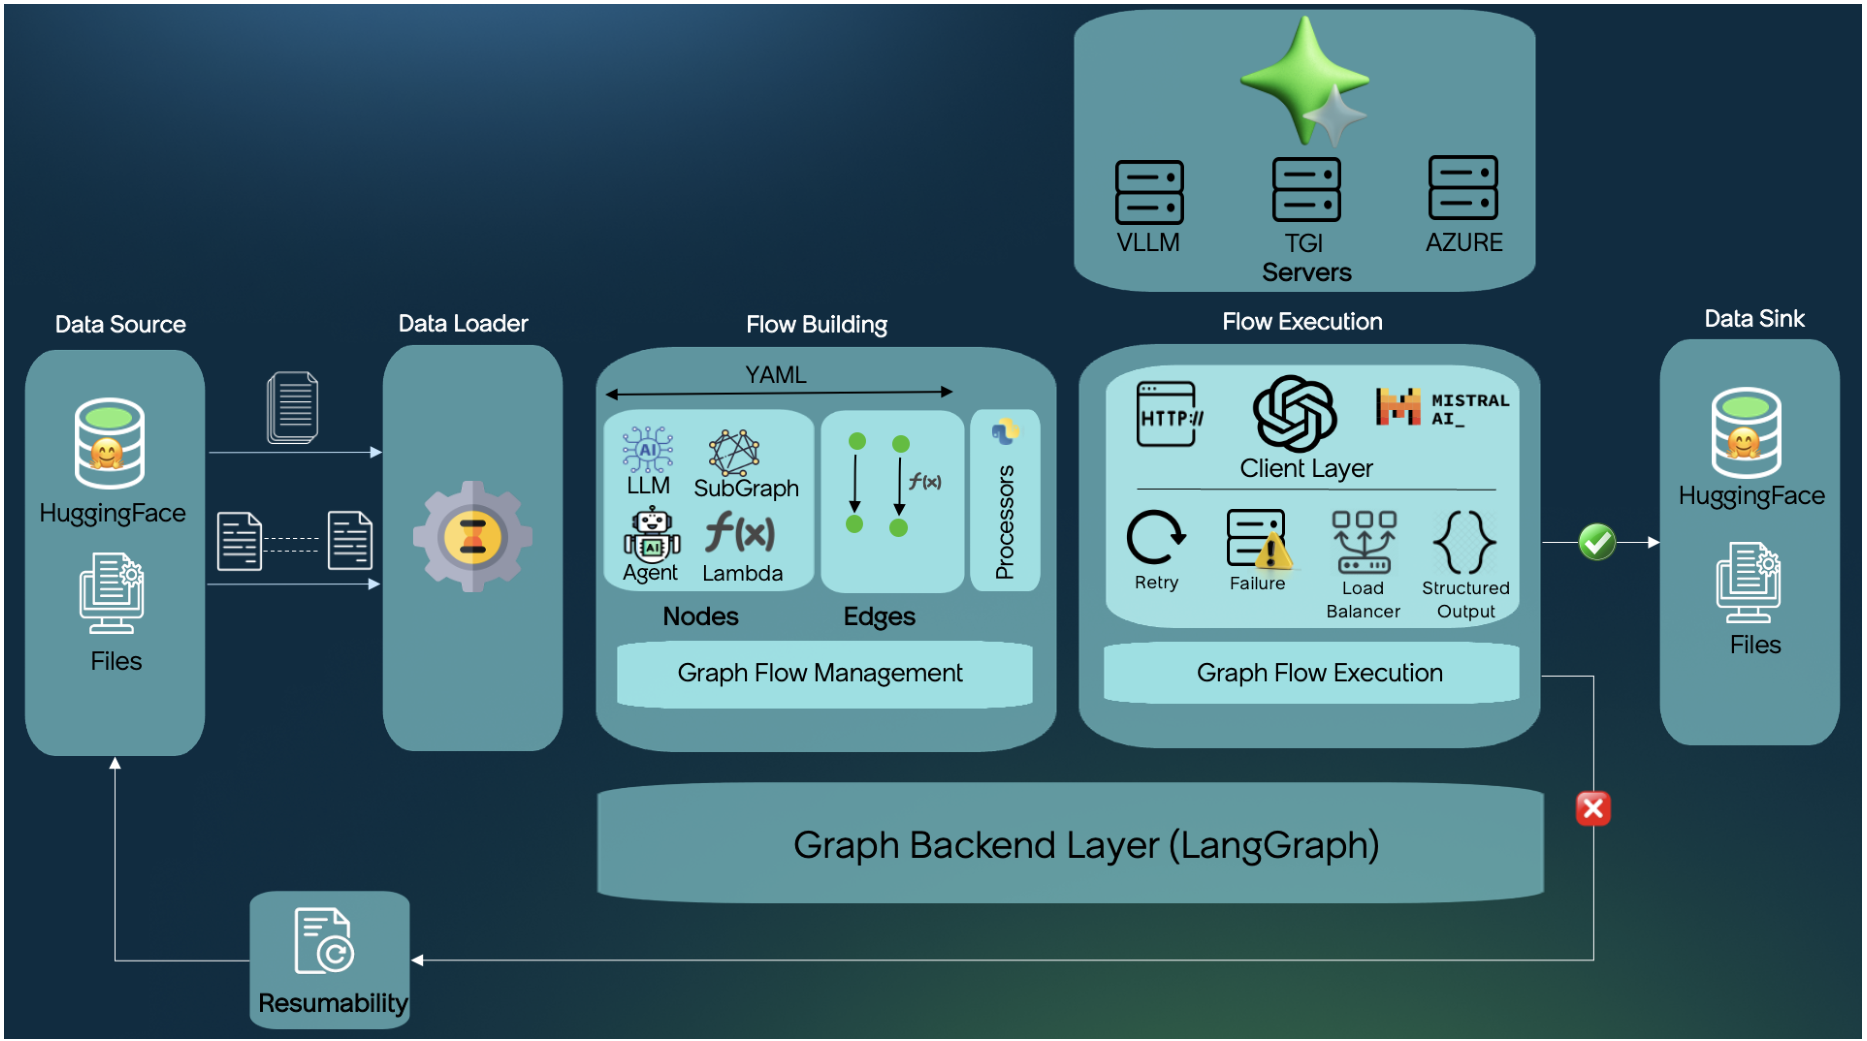 VLLM
TGI
AZURE
Servers
Data Source
Data Loader
Flow Building
Flow Execution
Data Sink
HuggingFace
Files
YAML
AI
LLM
SubGraph
AI
Agent
f(x)
Lambda
f(x)
Processors
Nodes
Edges
Graph Flow Management
HTTP://
MISTRAL
AI_
Client Layer
Retry
Failure
Load
Balancer
Structured
Output
Graph Flow Execution
HuggingFace
Files
Graph Backend Layer (LangGraph)
Resumability